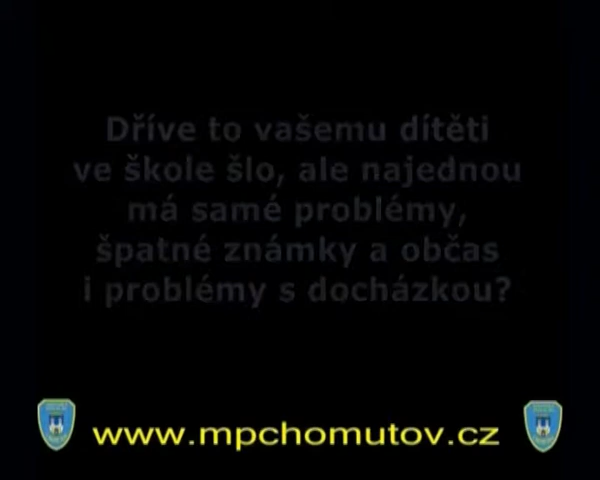 Dříve to vašemu dítěti
ve škole šlo, ale najednou
má samé problémy,
špatné známky a občas
i problémy s docházkou?
www.mpchomutov.cz